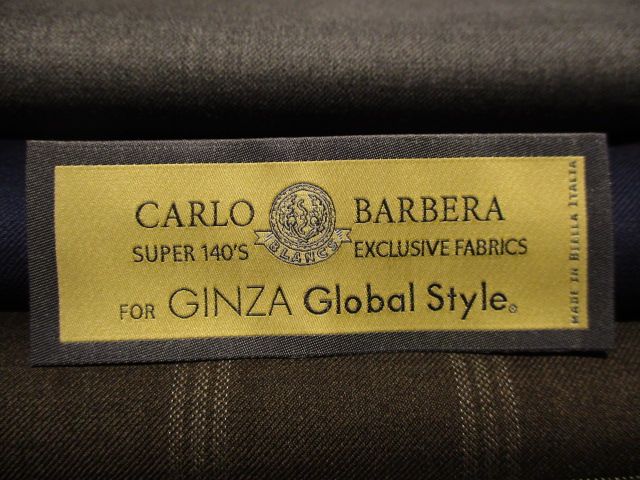 CARLO BARBERA
SUPER 140'S EXCLUSIVE FABRICS
BLANCS
FOR GINZA Global Style®
MADE IN BIELLA ITALIA